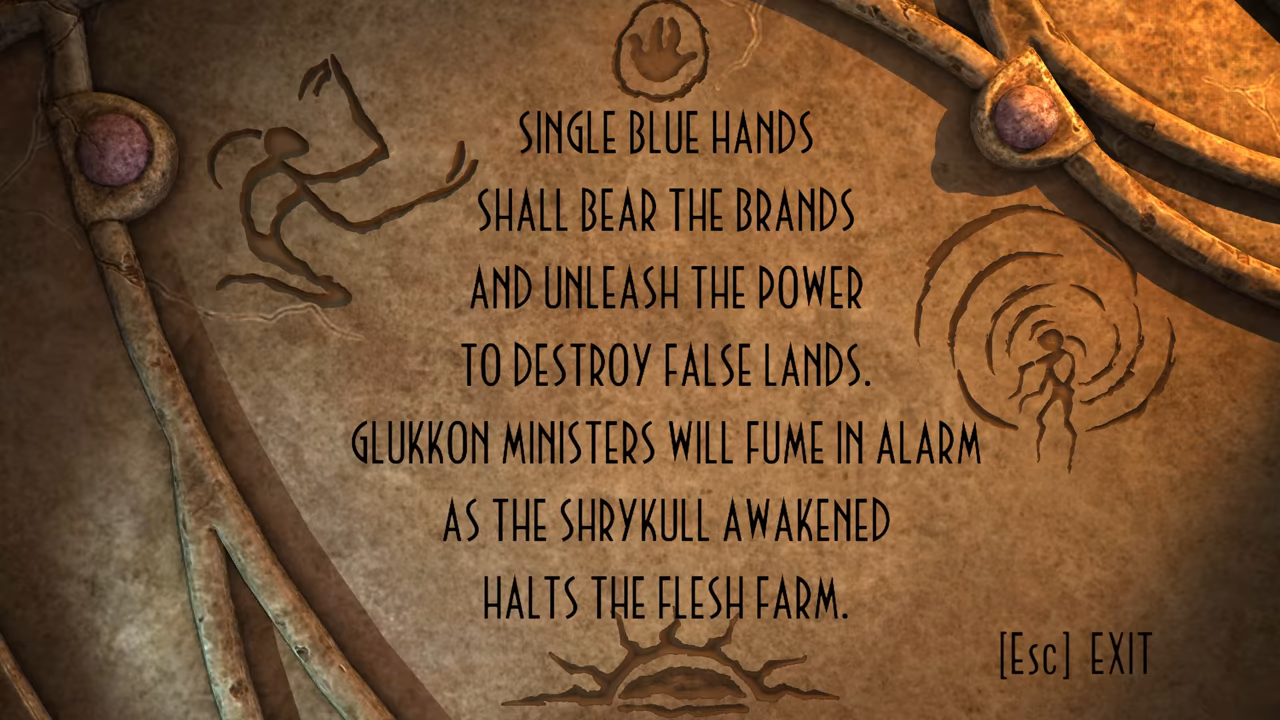 SINGLE BLUE HANDS
SHALL BEAR THE BRANDS
AND UNLEASH THE POWER
TO DESTROY FALSE LANDS.
GLUKKON MINISTERS WILL FUME IN ALARM
AS THE SHRYKULL AWAKENED
HALTS THE FLESH FARM.
[Esc] EXIT